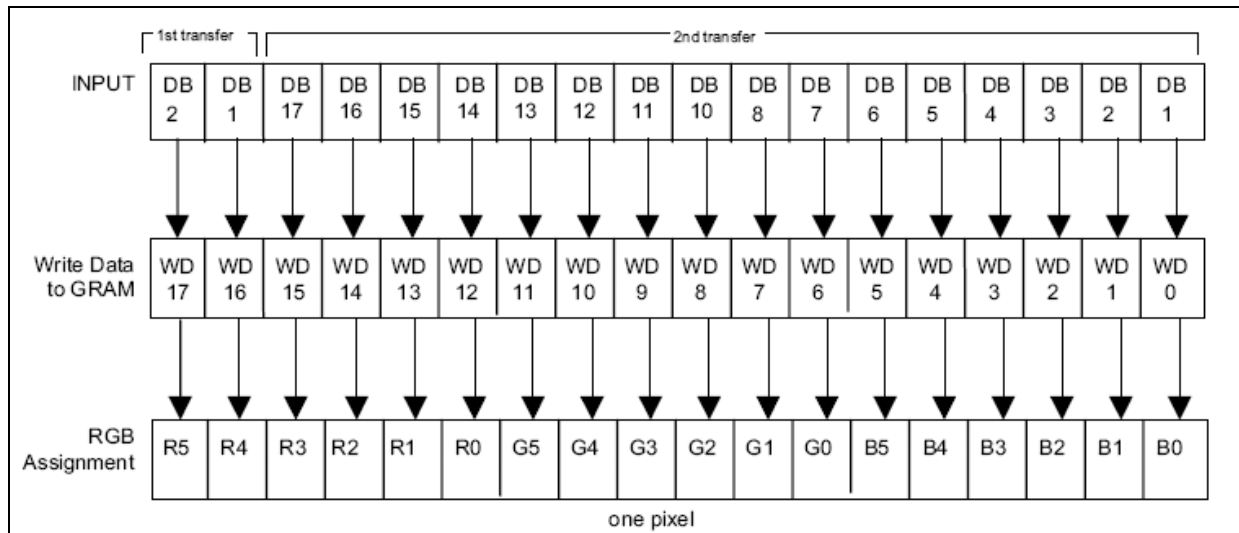 1st transfer 2nd transfer
INPUT DB 2 DB 1 DB 17 DB 16 DB 15 DB 14 DB 13 DB 12 DB 11 DB 10 DB 8 DB 7 DB 6 DB 5 DB 4 DB 3 DB 2 DB 1
Write Data to GRAM WD 17 WD 16 WD 15 WD 14 WD 13 WD 12 WD 11 WD 10 WD 9 WD 8 WD 7 WD 6 WD 5 WD 4 WD 3 WD 2 WD 1 WD 0
RGB Assignment R5 R4 R3 R2 R1 R0 G5 G4 G3 G2 G1 G0 B5 B4 B3 B2 B1 B0
one pixel